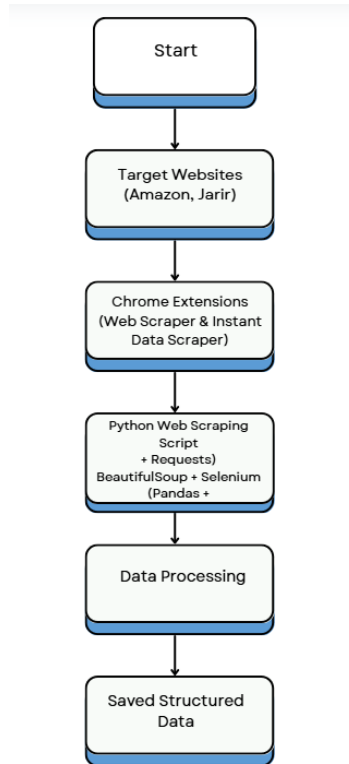 Start
Target Websites
(Amazon, Jarir)
Chrome Extensions
(Web Scraper & Instant
Data Scraper)
Python Web Scraping
Script
+ Requests)
BeautifulSoup + Selenium
(Pandas +
Data Processing
Saved Structured
Data